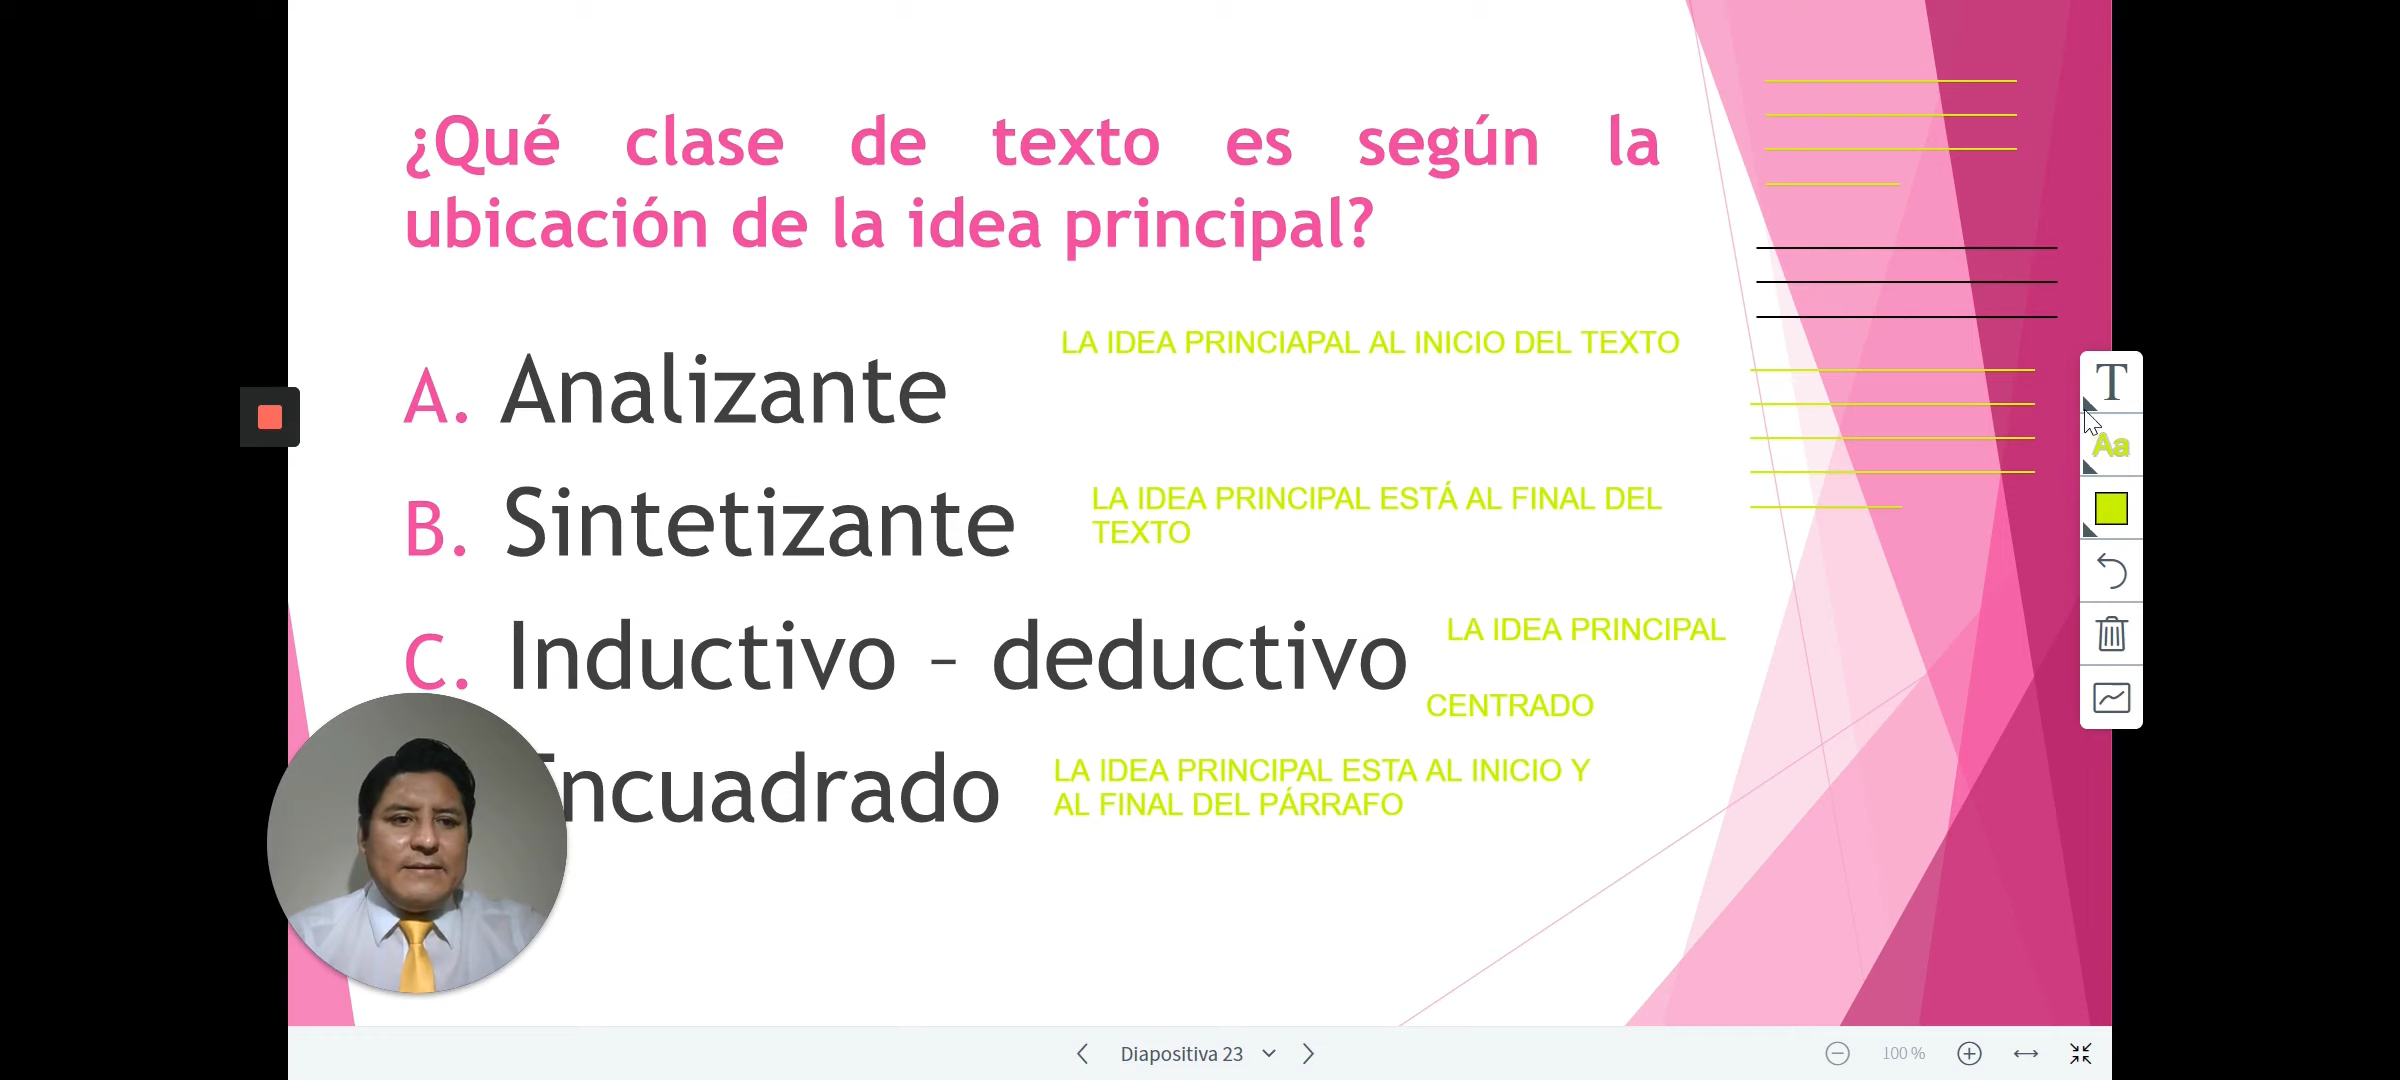 ¿Qué clase de texto es según la
ubicación de la idea principal?
LA IDEA PRINCIAPAL AL INICIO DEL TEXTO
A. Analizante
B. Sintetizante
LA IDEA PRINCIPAL ESTÁ AL FINAL DEL
TEXTO
C. Inductivo – deductivo
LA IDEA PRINCIPAL
CENTRADO
Encuadrado
LA IDEA PRINCIPAL ESTA AL INICIO Y
AL FINAL DEL PÁRRAFO
T
Aa
Diapositiva 23
100 %